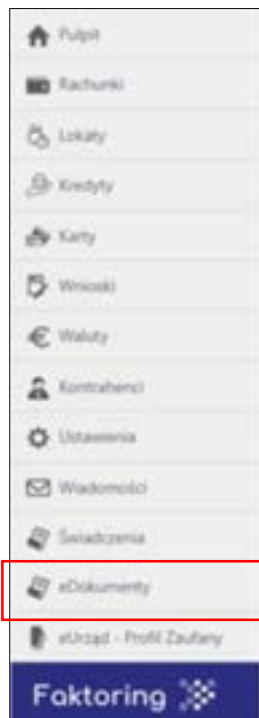 Pulpit
Rachunki
Lokaty
Kredyty
Karty
Wnioski
Waluty
Kontrahenci
Ustawienia
Wiadomości
Świadczenia
eDokumenty
eUrząd - Profil Zaufany
Faktoring